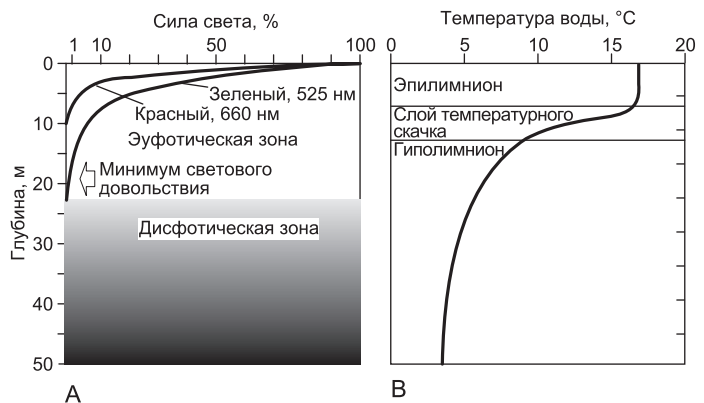 Сила света, %
1 10 50 100
Глубина, м
0
10
20
30
40
50
Зеленый, 525 нм
Красный, 660 нм
Эуфотическая зона
Минимум светового
довольствия
Дисфотическая зона
А
Температура воды, °C
0 5 10 15 20
Эпилимнион
Слой температурного
скачка
Гиполимнион
В